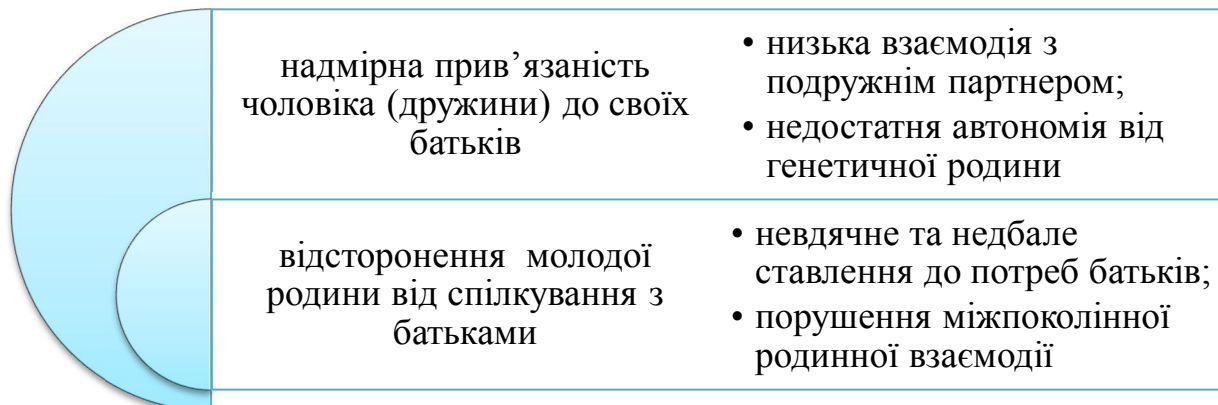 надмірна прив’язаність
чоловіка (дружини) до своїх
батьків
• низька взаємодія з
подружнім партнером;
• недостатня автономія від
генетичної родини
відсторонення молодої
родини від спілкування з
батьками
• невдячне та недбале
ставлення до потреб батьків;
• порушення міжпоколінної
родинної взаємодії